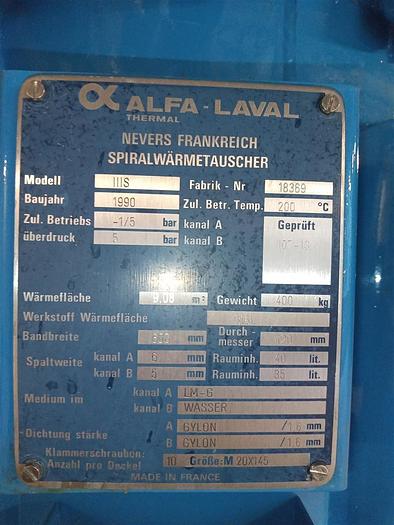 α ALFA-LAVAL
THERMAL
NEVERS FRANKREICH
SPIRALWÄRMETAUSCHER
Modell IIIS Fabrik - Nr 18369
Baujahr 1990 Zul. Betr. Temp. 200 °C
Zul. Betriebs -1/5 bar kanal A Geprüft
überdruck 5 bar kanal B
Wärmefläche 9,08 m² Gewicht 400 kg
Werkstoff Wärmefläche
Bandbreite mm Durch-
messer mm
Spaltweite kanal A 6 mm Rauminh. 40 lit.
kanal B 5 mm Rauminh. 35 lit.
Medium im kanal A LM-6
kanal B WASSER
Dichtung stärke A GYLON /1,6 mm
B GYLON /1,6 mm
Klammerschrauben:
Anzahl pro Deckel 10 Größe: M 20X145
MADE IN FRANCE